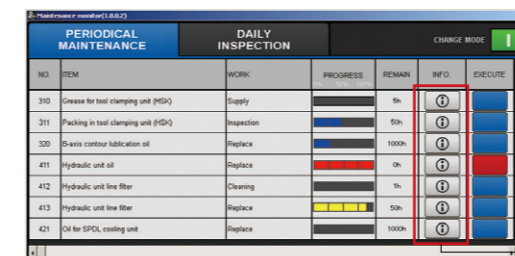 Maintenance monitor(1.0.0.2)
PERIODICAL MAINTENANCE
DAILY INSPECTION
CHANGE MODE
NO. ITEM WORK PROGRESS REMAIN INFO. EXECUTE
310 Grease for tool clamping unit (HSK) Supply 5h
311 Packing in tool clamping unit (HSK) Inspection 50h
320 B-axis contour lublication oil Replace 1000h
411 Hydraulic unit oil Replace 0h
412 Hydraulic unit line filter Cleaning 1h
413 Hydraulic unit line filter Replace 50h
421 Oil for SPDL cooling unit Replace 1000h